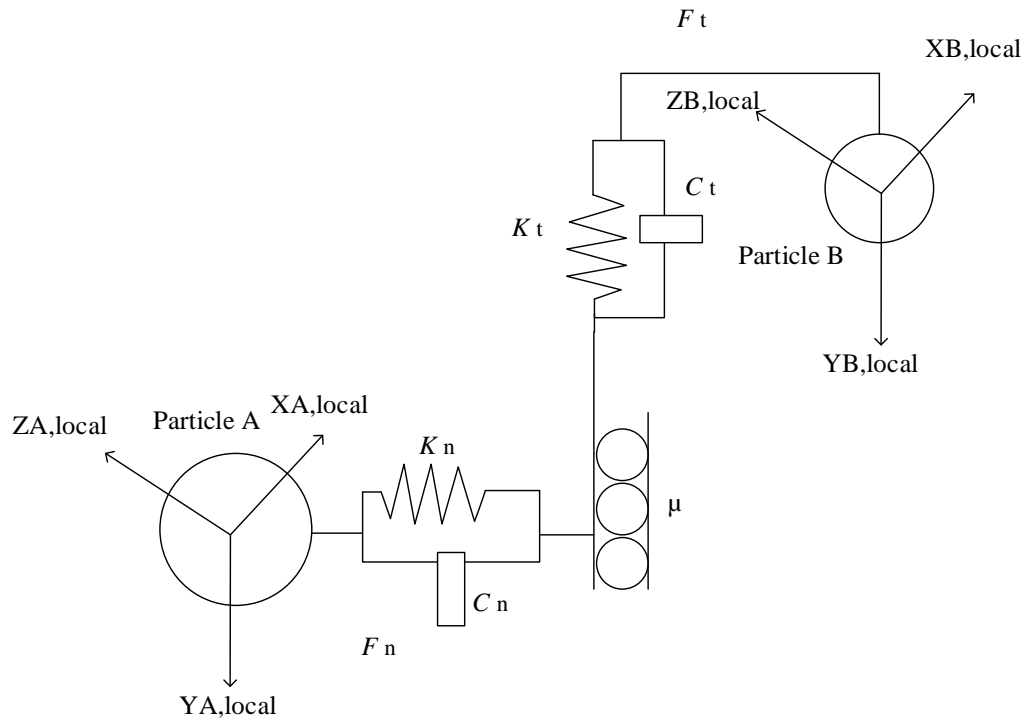 F t
XB,local
ZB,local
C t
K t
Particle B
YB,local
XA,local
Particle A
ZA,local
K n
μ
C n
F n
YA,local